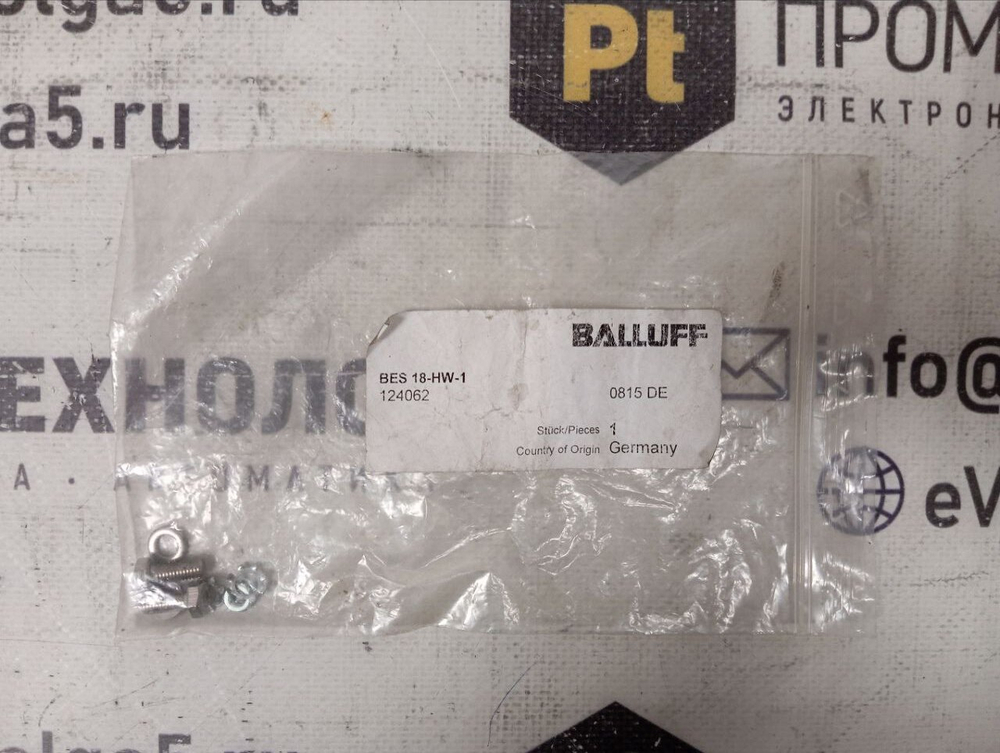 a5.ru
Pt
ПРОМ
ЭЛЕКТРОН
BALLUFF
BES 18-HW-1
124062
0815 DE
Stück/Pieces 1
Country of Origin Germany
ЕХНОЛО
info@
eV